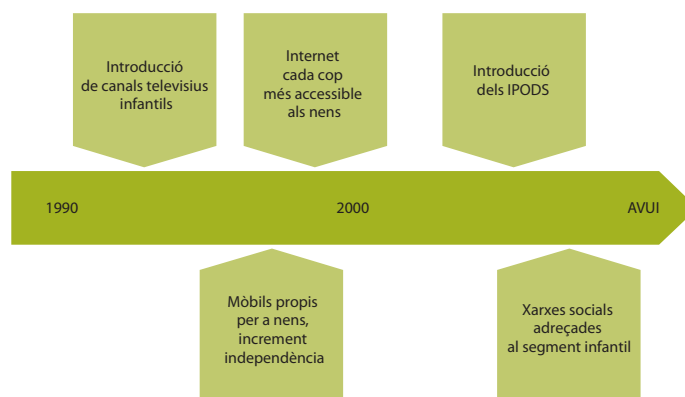 Introducció
de canals televisius
infantils
Internet
cada cop
més accessible
als nens
Introducció
dels IPODS
1990
2000
AVUI
Mòbils propis
per a nens,
increment
independència
Xarxes socials
adreçades
al segment infantil